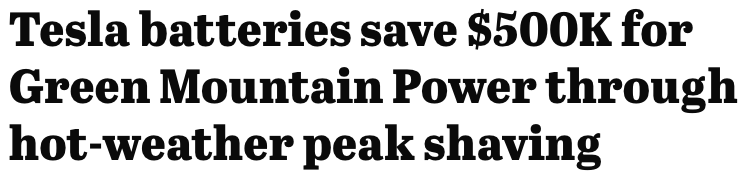 Tesla batteries save $500K for
Green Mountain Power through
hot-weather peak shaving